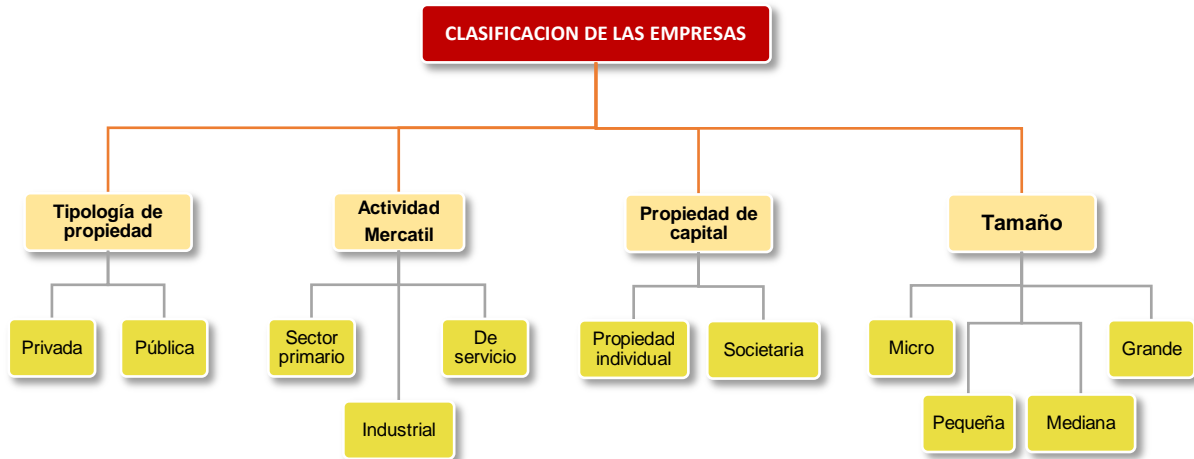 CLASIFICACION DE LAS EMPRESAS
Tipología de
propiedad
Actividad
Mercatil
Propiedad de
capital
Tamaño
Privada
Pública
Sector
primario
De
servicio
Industrial
Propiedad
individual
Societaria
Micro
Grande
Pequeña
Mediana